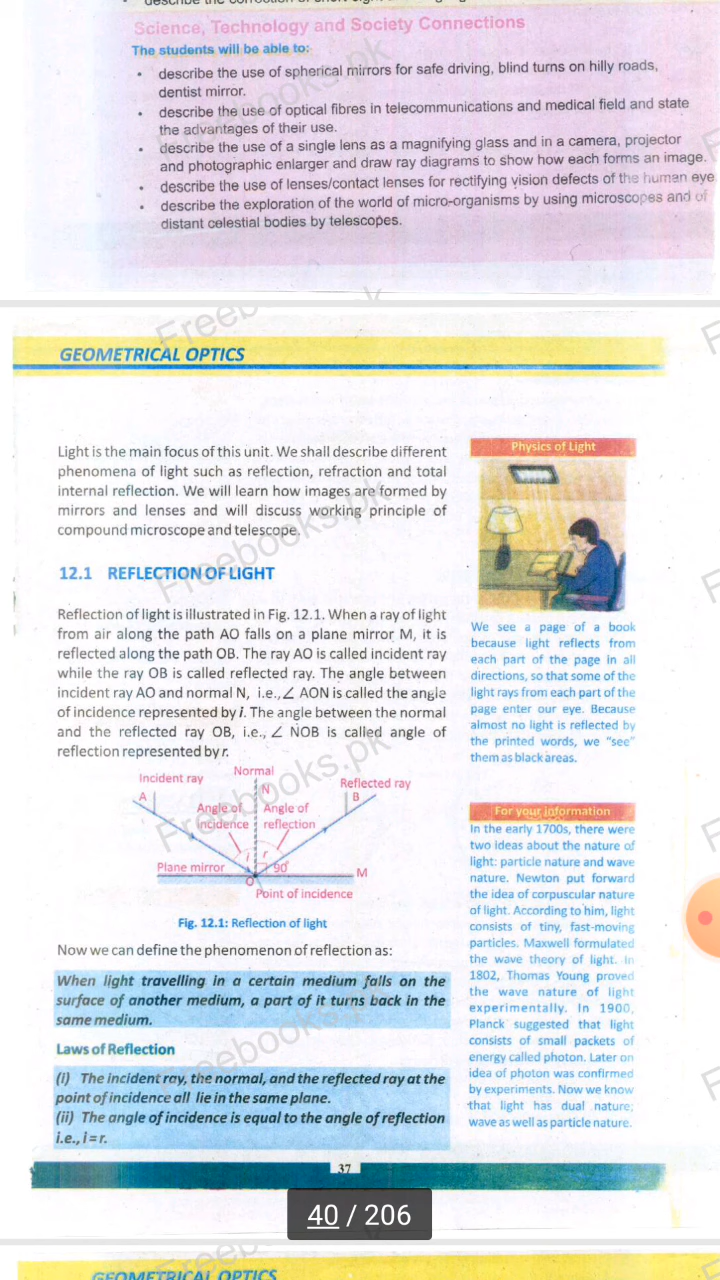 Science, Technology and Society Connections
The students will be able to:
• describe the use of spherical mirrors for safe driving, blind turns on hilly roads,
dentist mirror.
• describe the use of optical fibres in telecommunications and medical field and state
the advantages of their use.
• describe the use of a single lens as a magnifying glass and in a camera, projector
and photographic enlarger and draw ray diagrams to show how each forms an image.
• describe the use of lenses/contact lenses for rectifying vision defects of the human eye.
• describe the exploration of the world of micro-organisms by using microscopes and of
distant celestial bodies by telescopes.
Freebooks.pk
GEOMETRICAL OPTICS
Light is the main focus of this unit. We shall describe different
phenomena of light such as reflection, refraction and total
internal reflection. We will learn how images are formed by
mirrors and lenses and will discuss working principle of
compound microscope and telescope.
12.1 REFLECTION OF LIGHT
Reflection of light is illustrated in Fig. 12.1. When a ray of light
from air along the path AO falls on a plane mirror M, it is
reflected along the path OB. The ray AO is called incident ray
while the ray OB is called reflected ray. The angle between
incident ray AO and normal N, i.e., ∠ AON is called the angle
of incidence represented by i. The angle between the normal
and the reflected ray OB, i.e., ∠ NOB is called angle of
reflection represented by r.
Incident ray
Normal
Reflected ray
A
N
B
Angle of
incidence
Angle of
reflection
i
r
Plane mirror
90°
M
O
Point of incidence
Fig. 12.1: Reflection of light
Now we can define the phenomenon of reflection as:
When light travelling in a certain medium falls on the
surface of another medium, a part of it turns back in the
same medium.
Laws of Reflection
(i) The incident ray, the normal, and the reflected ray at the
point of incidence all lie in the same plane.
(ii) The angle of incidence is equal to the angle of reflection
i.e., i = r.
Physics of Light
We see a page of a book
because light reflects from
each part of the page in all
directions, so that some of the
light rays from each part of the
page enter our eye. Because
almost no light is reflected by
the printed words, we "see"
them as black areas.
For your information
In the early 1700s, there were
two ideas about the nature of
light: particle nature and wave
nature. Newton put forward
the idea of corpuscular nature
of light. According to him, light
consists of tiny, fast-moving
particles. Maxwell formulated
the wave theory of light. In
1802, Thomas Young proved
the wave nature of light
experimentally. In 1900,
Planck suggested that light
consists of small packets of
energy called photon. Later on
idea of photon was confirmed
by experiments. Now we know
that light has dual nature;
wave as well as particle nature.
37
40 / 206
GEOMETRICAL OPTICS